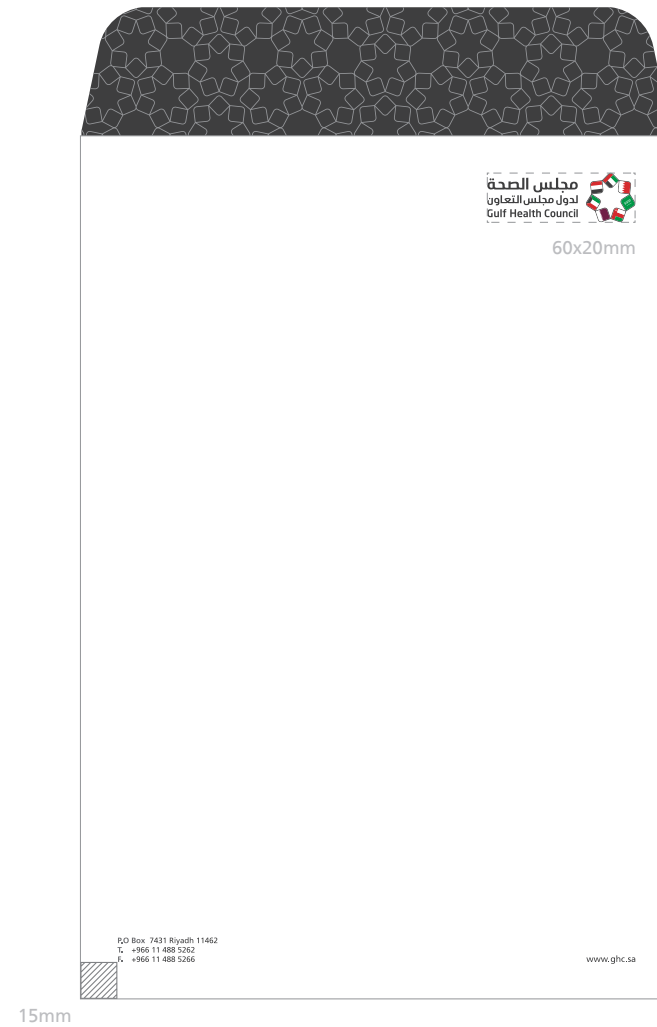 مجلس الصحة
لدول مجلس التعاون
Gulf Health Council
60x20mm
P.O Box 7431 Riyadh 11462
T. +966 11 488 5262
F. +966 11 488 5266
www.ghc.sa
15mm